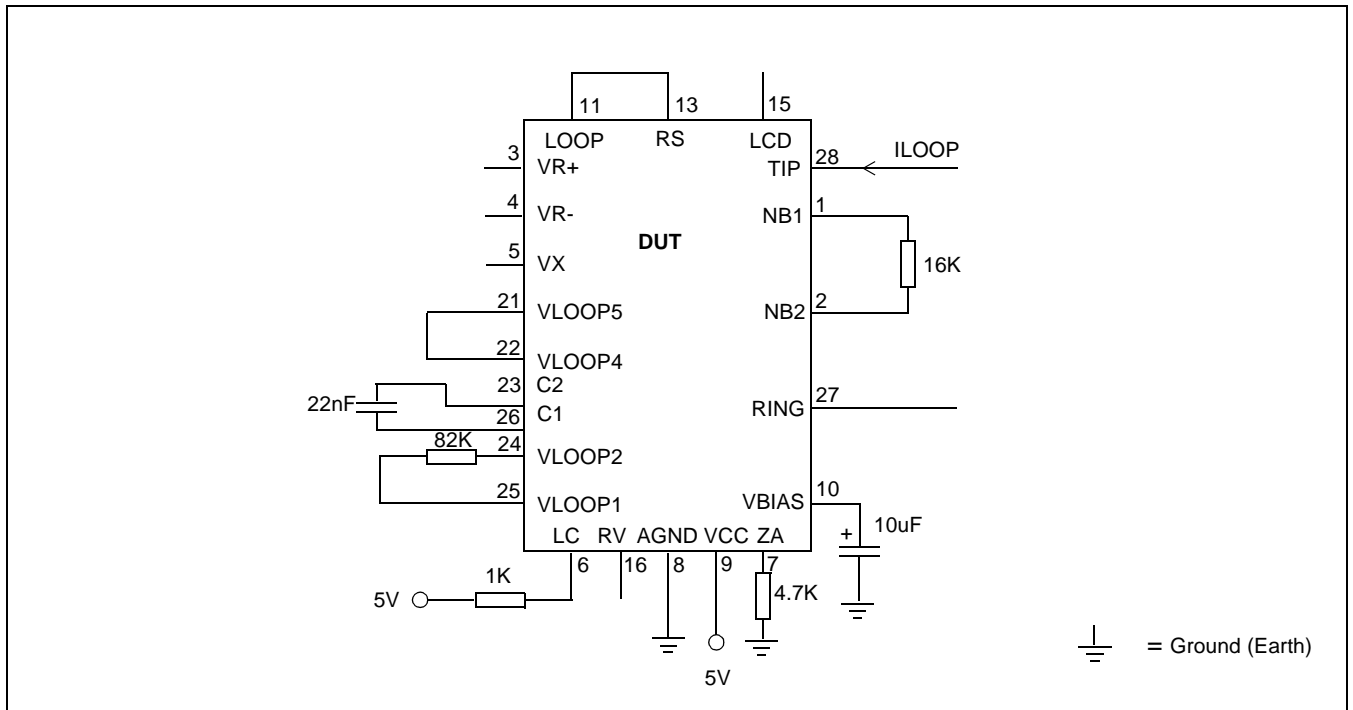 11 13 15
LOOP RS LCD
3 VR+
TIP 28 ILOOP
4 VR-
NB1 1
DUT
5 VX
16K
21 VLOOP5
NB2 2
22 VLOOP4
23 C2
22nF
26 C1
RING 27
82K 24 VLOOP2
25 VLOOP1
VBIAS 10
+ 10uF
LC RV AGND VCC ZA
6 16 8 9 7
1K
5V
4.7K
5V
= Ground (Earth)